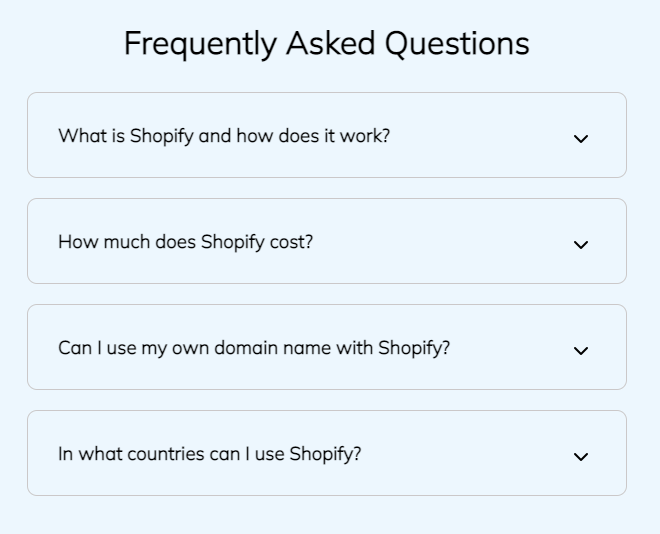 Frequently Asked Questions
What is Shopify and how does it work?
How much does Shopify cost?
Can I use my own domain name with Shopify?
In what countries can I use Shopify?